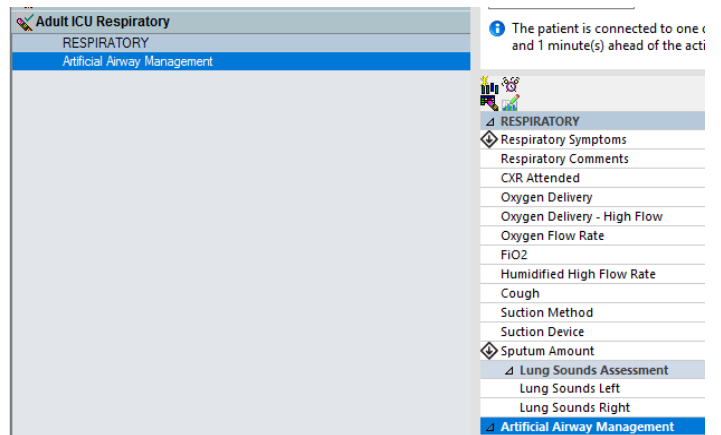 Adult ICU Respiratory
RESPIRATORY
Artificial Airway Management
The patient is connected to one
and 1 minute(s) ahead of the
RESPIRATORY
Respiratory Symptoms
Respiratory Comments
CXR Attended
Oxygen Delivery
Oxygen Delivery - High Flow
Oxygen Flow Rate
FiO2
Humidified High Flow Rate
Cough
Suction Method
Suction Device
Sputum Amount
Lung Sounds Assessment
Lung Sounds Left
Lung Sounds Right
Artificial Airway Management